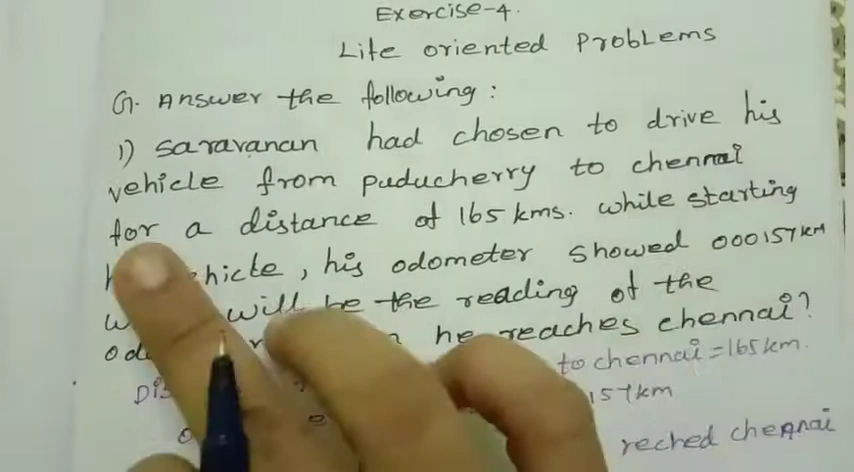 Exercise-4.
Life oriented Problems
G. Answer the following:
1) Saravanan had chosen to drive his
vehicle from Puducherry to chennai
for a distance of 165 kms. while starting
, his odometer showed 000157 KM
will be the reading of the
he reaches chennai?
to chennai = 165 km.
157 km
reched chennai